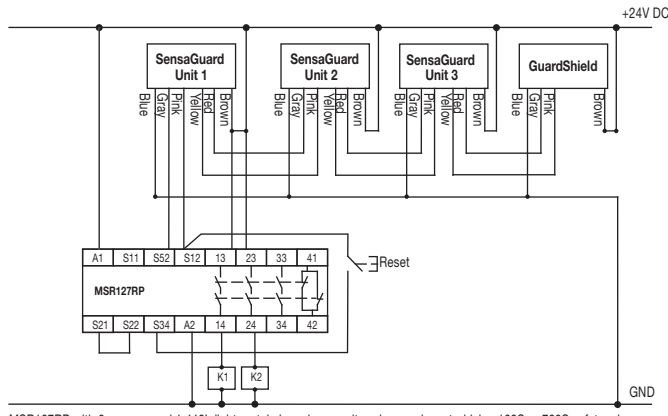 +24V DC
SensaGuard
Unit 1
SensaGuard
Unit 2
SensaGuard
Unit 3
GuardShield
Blue
Gray
Pink
Yellow
Red
Brown
Blue
Gray
Pink
Yellow
Red
Brown
Blue
Gray
Pink
Yellow
Red
Brown
Blue
Gray
Pink
Brown
A1 S11 S52 S12 13 23 33 41
Reset
MSR127RP
S21 S22 S34 A2 14 24 34 42
K1 K2
GND